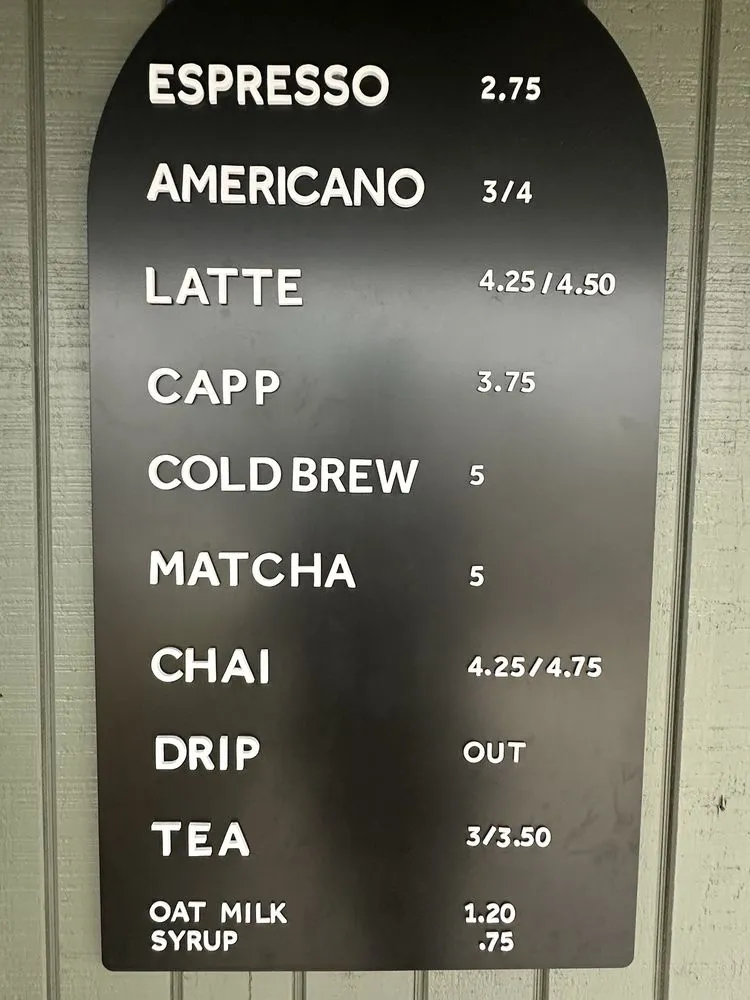 ESPRESSO 2.75
AMERICANO 3/4
LATTE 4.25/4.50
CAPP 3.75
COLD BREW 5
MATCHA 5
CHAI 4.25/4.75
DRIP OUT
TEA 3/3.50
OAT MILK 1.20
SYRUP .75